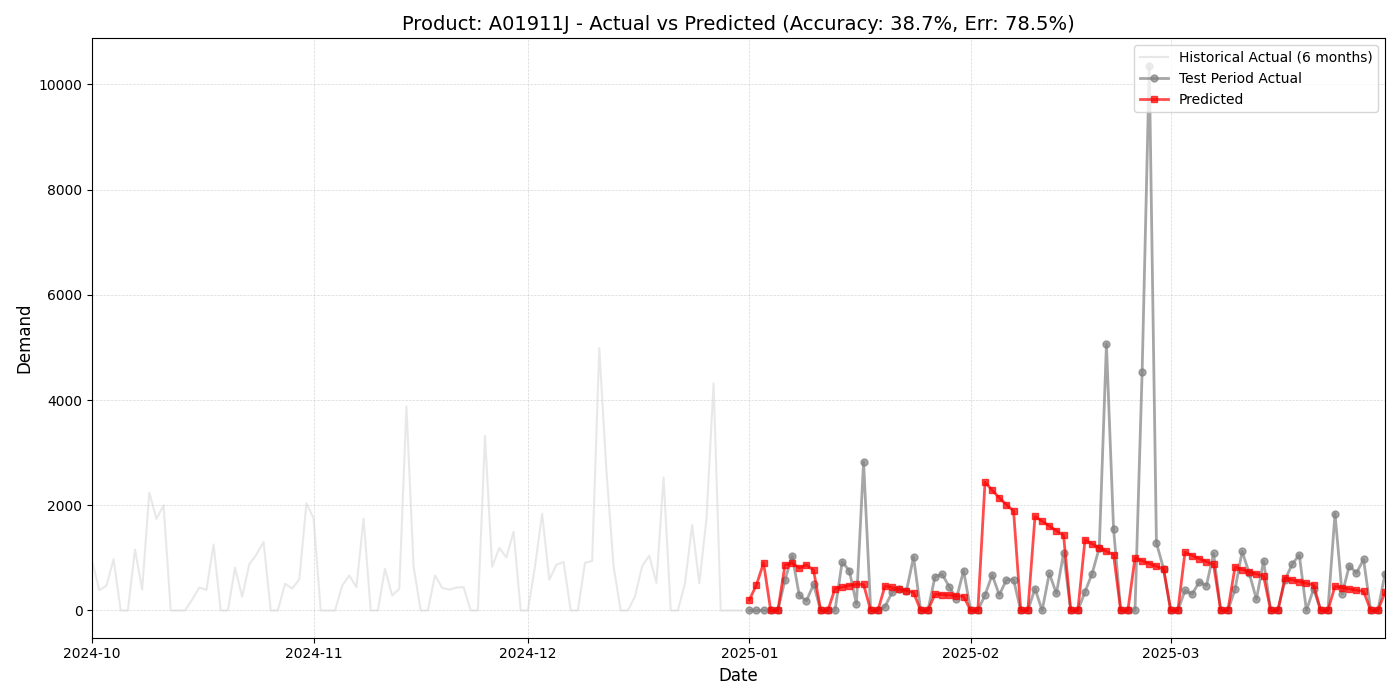 Product: A01911J - Actual vs Predicted (Accuracy: 38.7%, Err: 78.5%)
Historical Actual (6 months)
Test Period Actual
Predicted
10000
8000
6000
4000
2000
0
Demand
2024-10
2024-11
2024-12
2025-01
2025-02
2025-03
Date